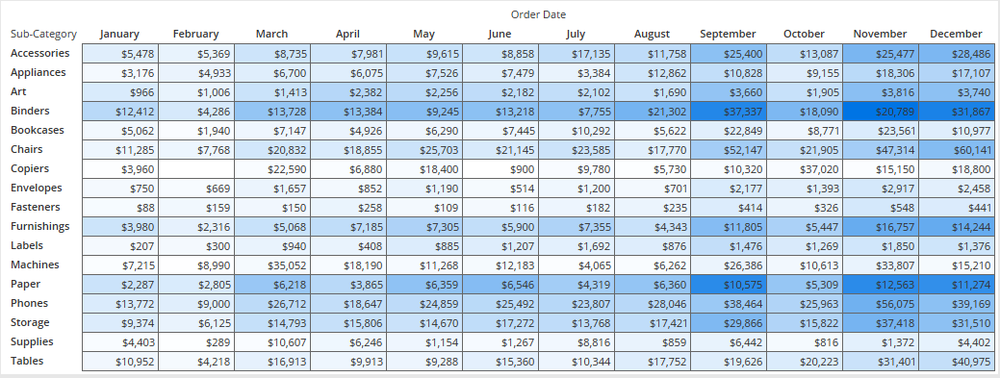 Order Date
Sub-Category January February March April May June July August September October November December
Accessories $5,478 $5,369 $8,735 $7,981 $9,615 $8,858 $17,135 $11,758 $25,400 $13,087 $25,477 $28,486
Appliances $3,176 $4,933 $6,700 $6,075 $7,526 $7,479 $3,384 $12,862 $10,828 $9,155 $18,306 $17,107
Art $966 $1,006 $1,413 $2,382 $2,256 $2,182 $2,102 $1,690 $3,660 $1,905 $3,816 $3,740
Binders $12,412 $4,286 $13,728 $13,384 $9,245 $13,218 $7,755 $21,302 $37,337 $18,090 $20,789 $31,867
Bookcases $5,062 $1,940 $7,147 $4,926 $6,290 $7,445 $10,292 $5,622 $22,849 $8,771 $23,561 $10,977
Chairs $11,285 $7,768 $20,832 $18,855 $25,703 $21,145 $23,585 $17,770 $52,147 $21,905 $47,314 $60,141
Copiers $3,960 $22,590 $6,880 $18,400 $900 $9,780 $5,730 $10,320 $37,020 $15,150 $18,800
Envelopes $750 $669 $1,657 $852 $1,190 $514 $1,200 $701 $2,177 $1,393 $2,917 $2,458
Fasteners $88 $159 $150 $258 $109 $116 $182 $235 $414 $326 $548 $441
Furnishings $3,980 $2,316 $5,068 $7,185 $7,305 $5,900 $7,355 $4,343 $11,805 $5,447 $16,757 $14,244
Labels $207 $300 $940 $408 $885 $1,207 $1,692 $876 $1,476 $1,269 $1,850 $1,376
Machines $7,215 $8,990 $35,052 $18,190 $11,268 $12,183 $4,065 $6,262 $26,386 $10,613 $33,807 $15,210
Paper $2,287 $2,805 $6,218 $3,865 $6,359 $6,546 $4,319 $6,360 $10,575 $5,309 $12,563 $11,274
Phones $13,772 $9,000 $26,712 $18,647 $24,859 $25,492 $23,807 $28,046 $38,464 $25,963 $56,075 $39,169
Storage $9,374 $6,125 $14,793 $15,806 $14,670 $17,272 $13,768 $17,421 $29,866 $15,822 $37,418 $31,510
Supplies $4,403 $289 $10,607 $6,246 $1,154 $1,267 $8,816 $859 $6,442 $816 $1,372 $4,402
Tables $10,952 $4,218 $16,913 $9,913 $9,288 $15,360 $10,344 $17,752 $19,626 $20,223 $31,401 $40,975